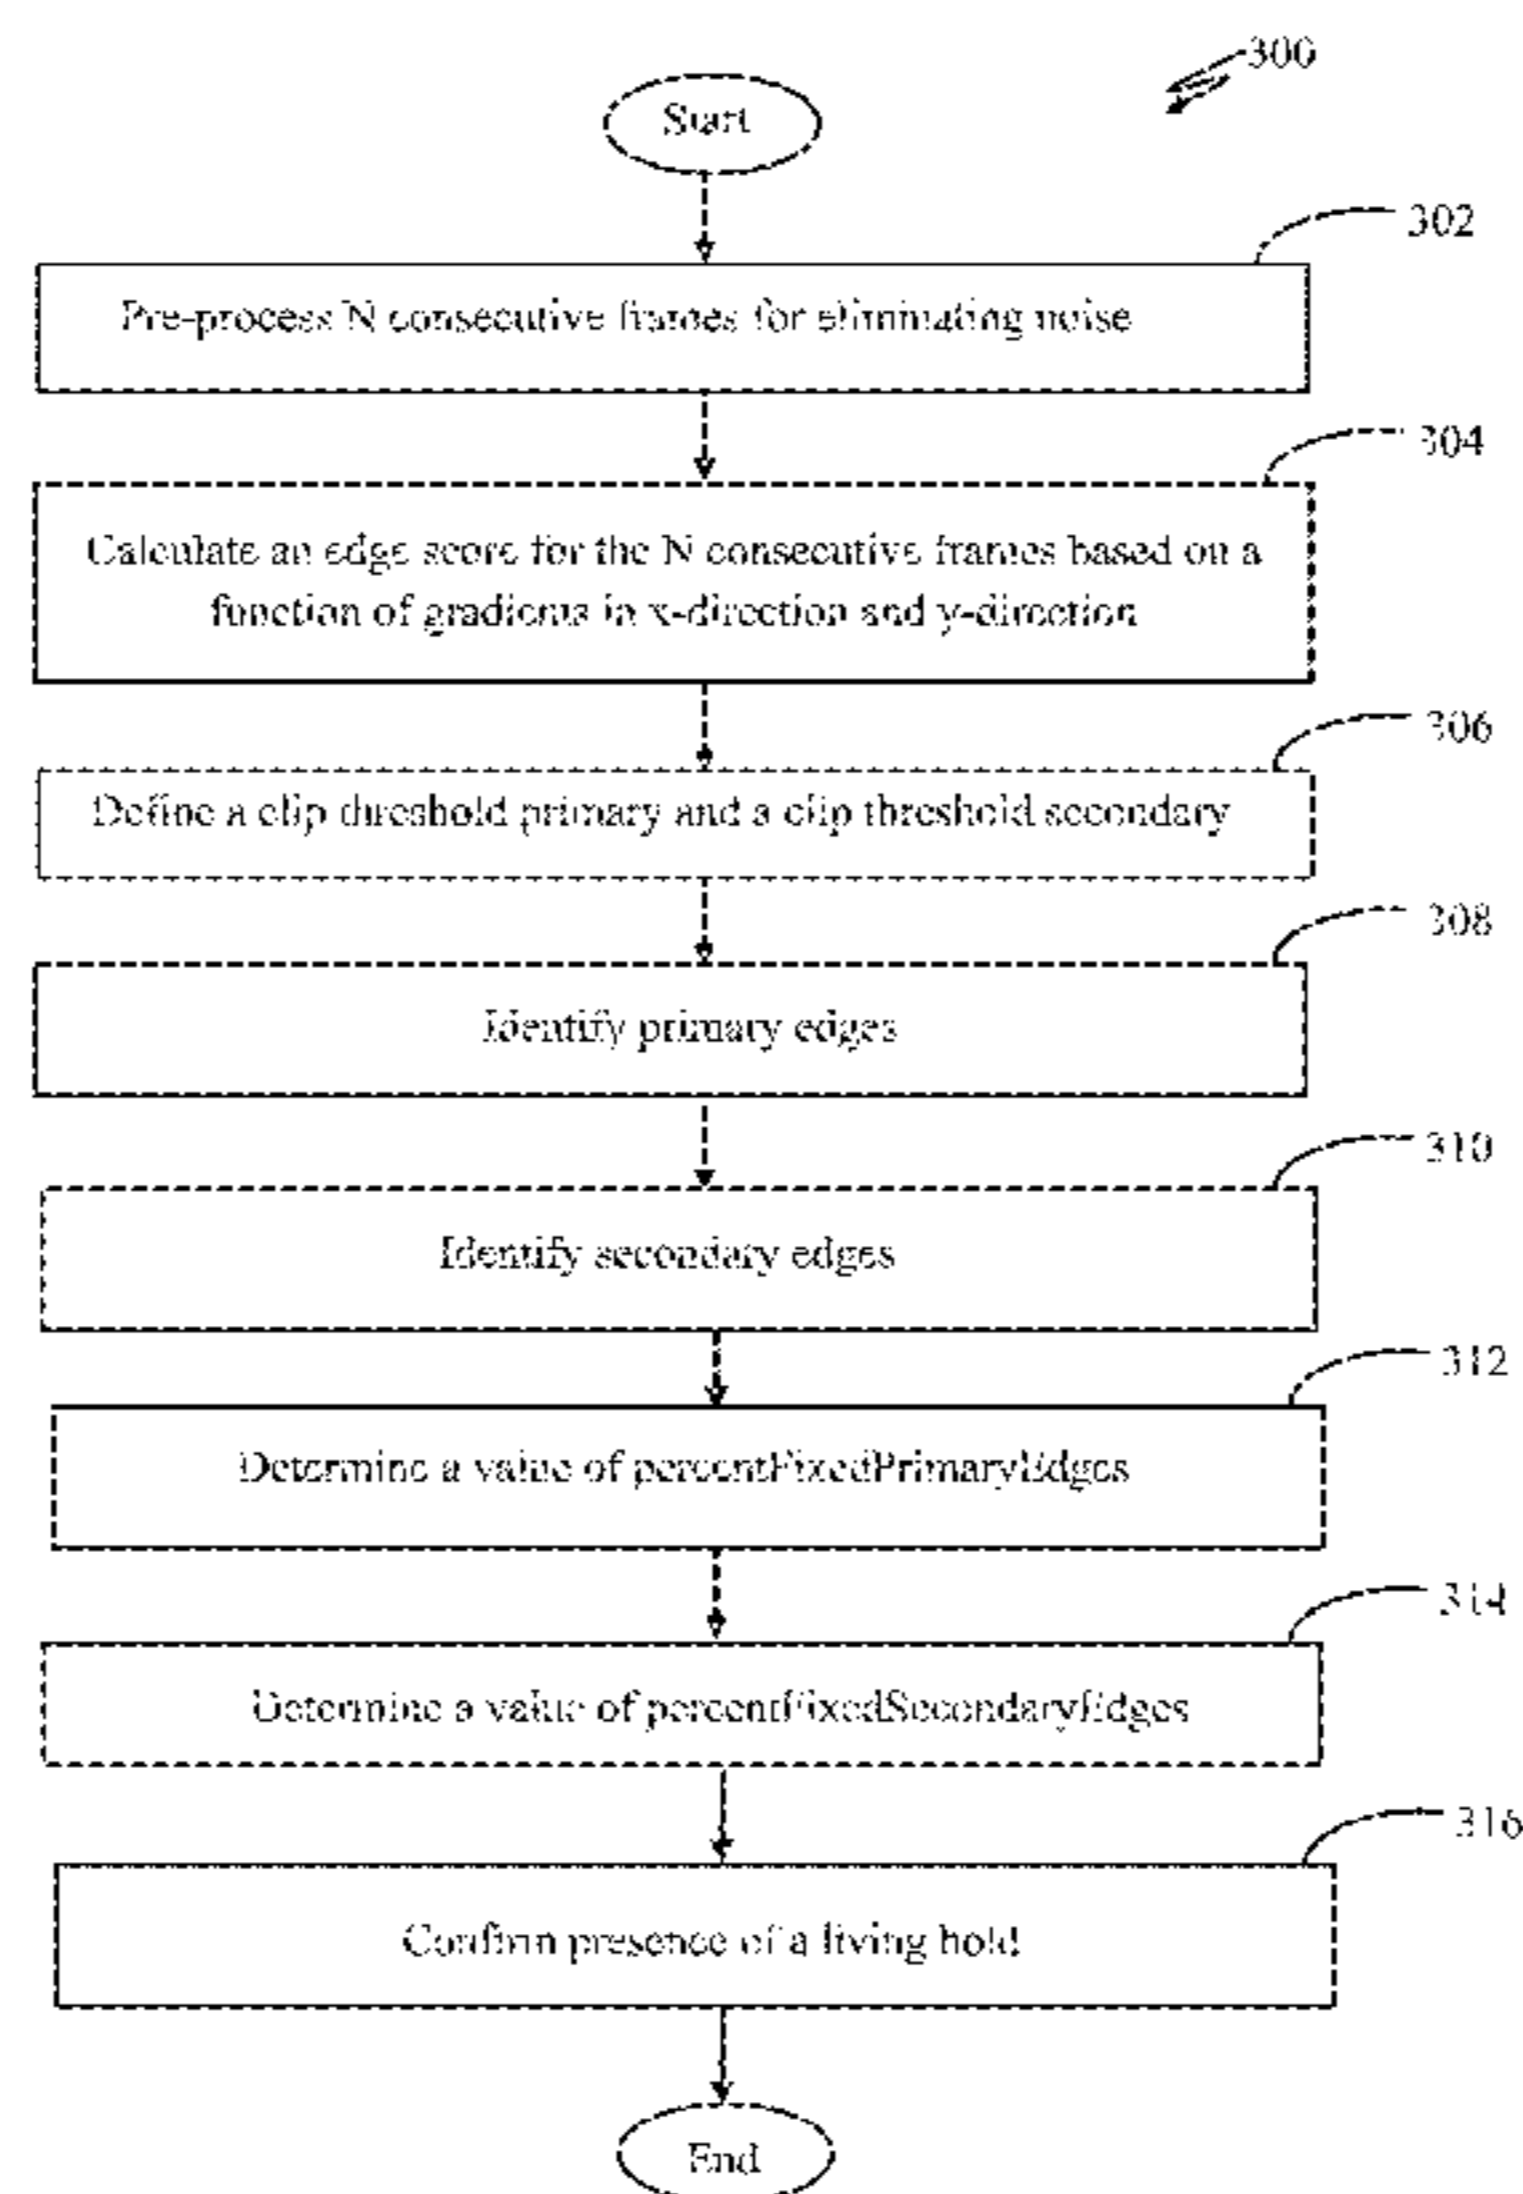 300
Start
302
Pre-process N consecutive frames for eliminating noise
304
Calculate an edge score for the N consecutive frames based on a
function of gradients in x-direction and y-direction
306
Define a clip threshold primary and a clip threshold secondary
308
Identify primary edges
310
Identify secondary edges
312
Determine a value of percentFixedPrimaryEdges
314
Determine a value of percentFixedSecondaryEdges
316
Confirm presence of a living hold
End